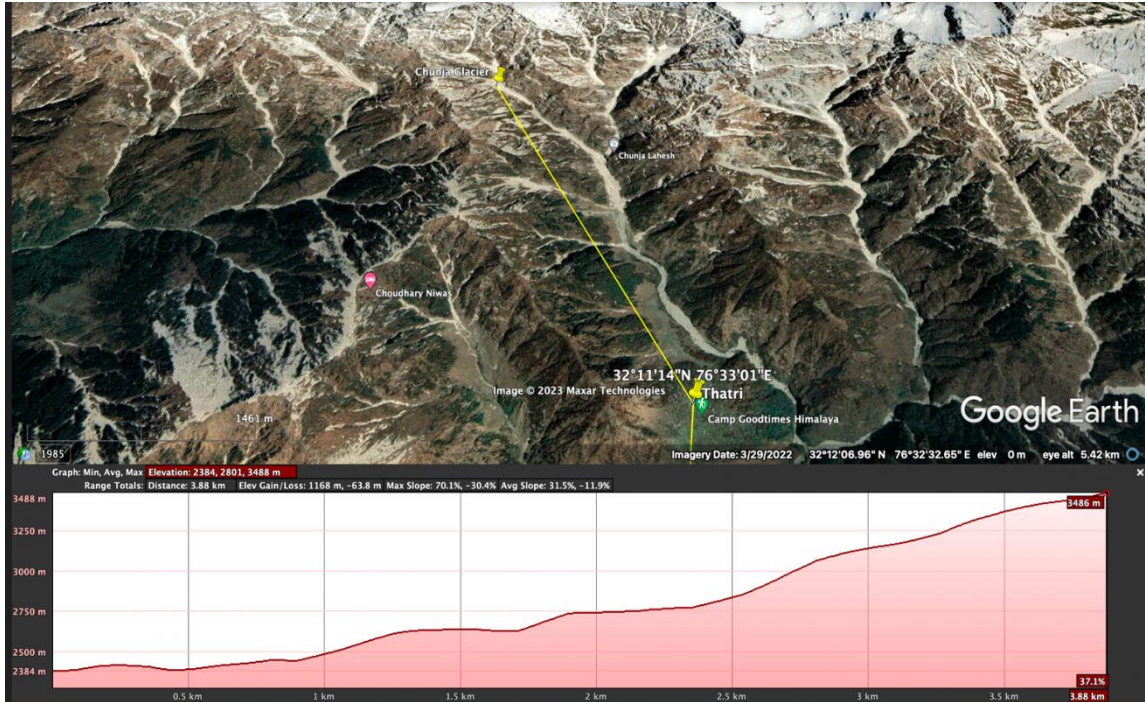 Chunja Glacier
Chunja Lahesh
Choudhary Niwas
32°11'14"N 76°33'01"E
Image © 2023 Maxar Technologies
Thatri
Camp Goodtimes Himalaya
Google Earth
1461 m
1985
Imagery Date: 3/29/2022 32°12'06.96" N 76°32'32.65" E elev 0 m eye alt 5.42 km
Graph: Min, Avg, Max Elevation: 2384, 2801, 3488 m
Range Totals: Distance: 3.88 km Elev Gain/Loss: 1168 m, -63.8 m Max Slope: 70.1%, -30.4% Avg Slope: 31.5%, -11.9%
3488 m
3486 m
3250 m
3000 m
2750 m
2500 m
2384 m
37.1%
0.5 km 1 km 1.5 km 2 km 2.5 km 3 km 3.5 km 3.88 km